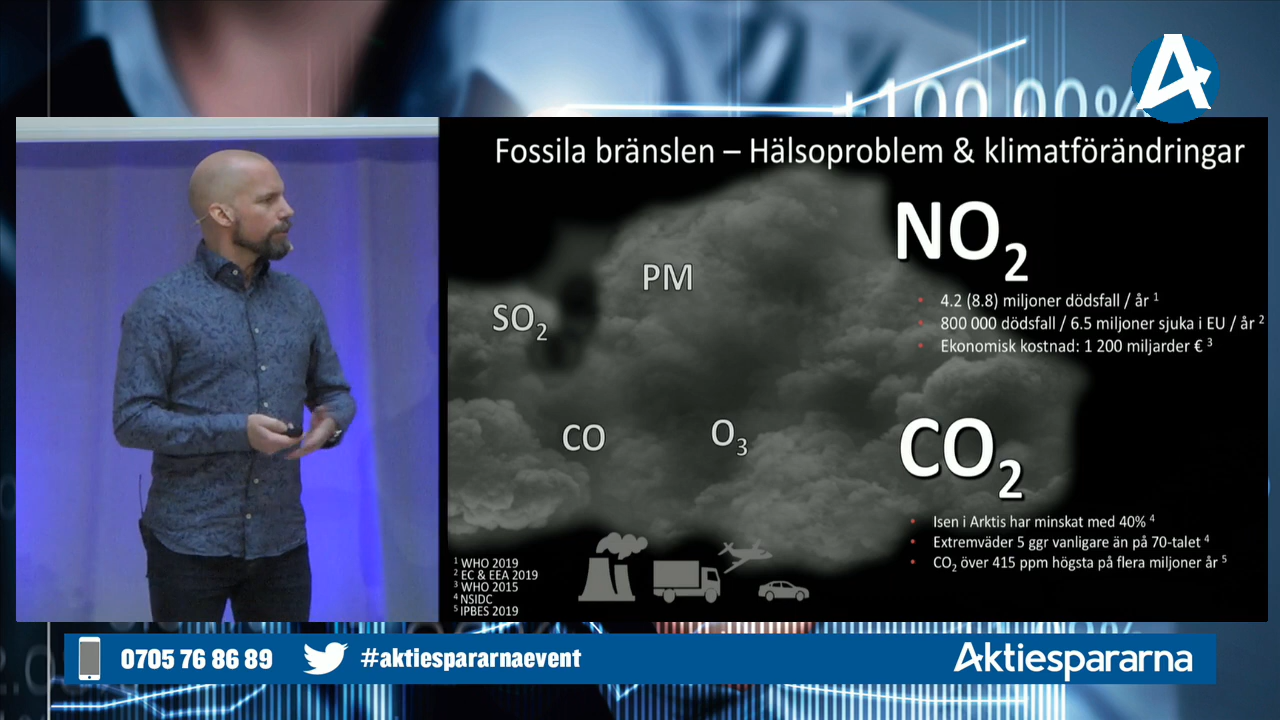 +100,00%
Fossila bränslen – Hälsoproblem & klimatförändringar
NO₂
PM
SO₂
• 4.2 (8.8) miljoner dödsfall / år ¹
• 800 000 dödsfall / 6.5 miljoner sjuka i EU / år ²
• Ekonomisk kostnad: 1 200 miljarder € ³
CO
O₃
CO₂
• Isen i Arktis har minskat med 40% ⁴
• Extremväder 5 ggr vanligare än på 70-talet ⁴
• CO₂ över 415 ppm högsta på flera miljoner år ⁵
¹ WHO 2019
² EC & EEA 2019
³ WHO 2015
⁴ NSIDC
⁵ IPBES 2019
0705 76 86 89
#aktiespararnaevent
Aktiespararna